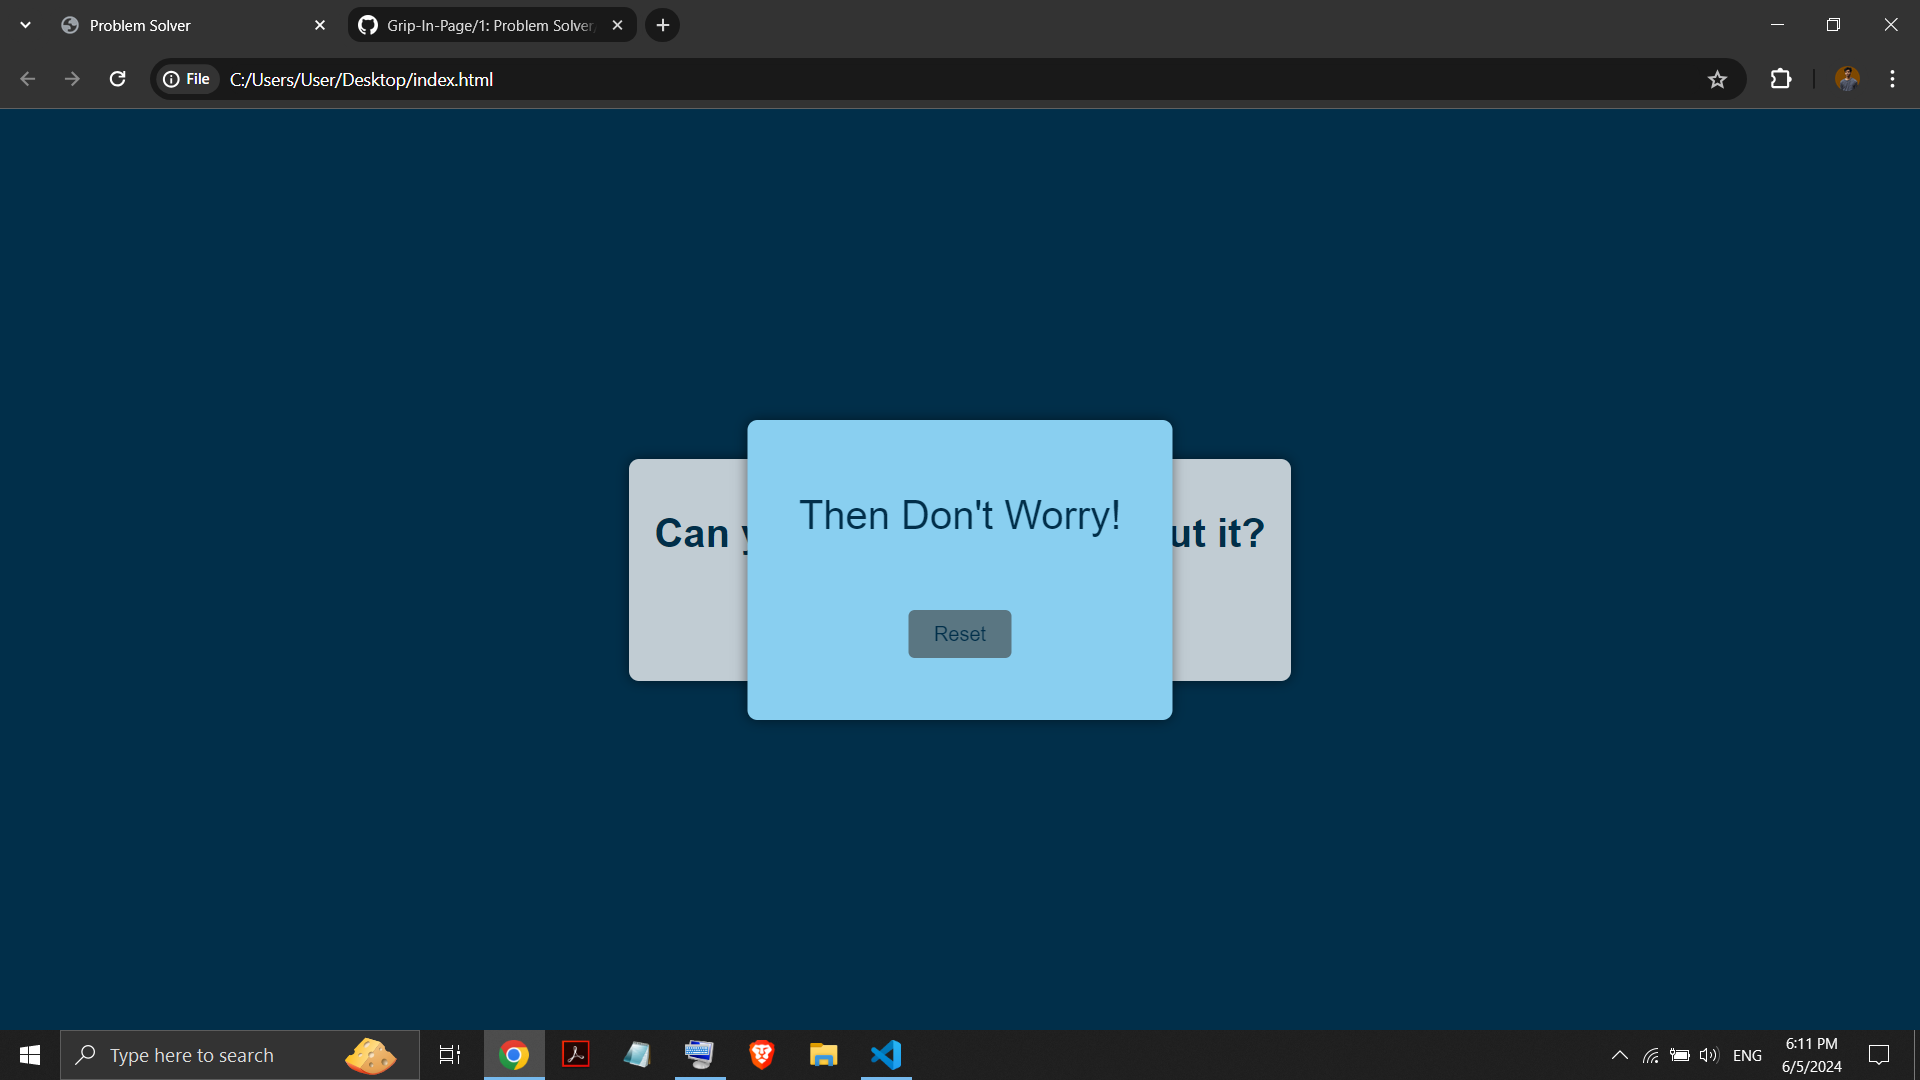 Problem Solver
Grip-In-Page/1: Problem Solver
File
C:/Users/User/Desktop/index.html
Then Don't Worry!
Can ut it?
Reset
Type here to search
ENG
6:11 PM
6/5/2024